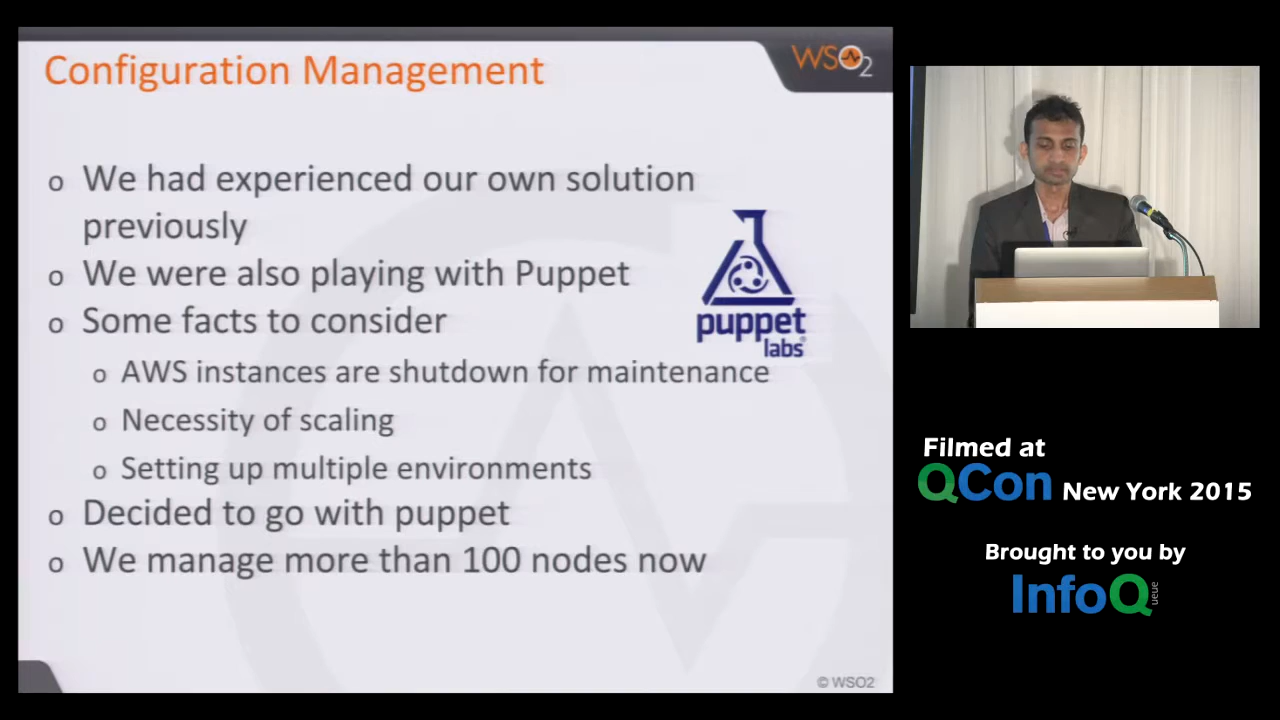 Configuration Management
WSO2
o We had experienced our own solution
previously
o We were also playing with Puppet
o Some facts to consider
puppet
labs
o AWS instances are shutdown for maintenance
o Necessity of scaling
o Setting up multiple environments
o Decided to go with puppet
o We manage more than 100 nodes now
© WSO2
Filmed at
QCon New York 2015
Brought to you by
InfoQueue